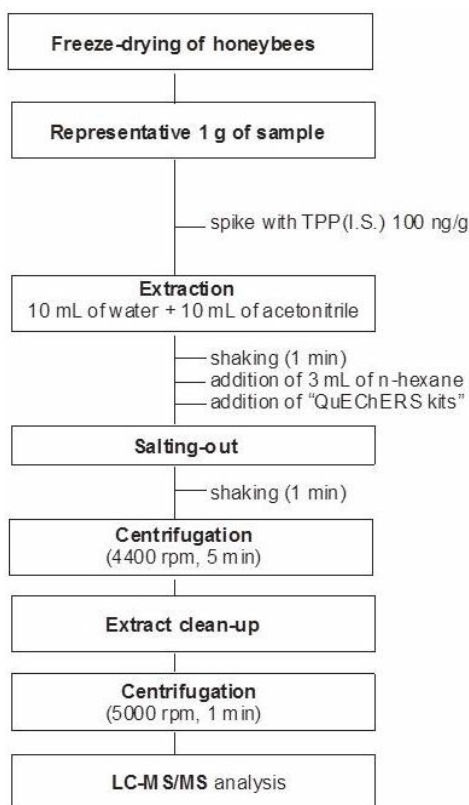 Freeze-drying of honeybees
Representative 1 g of sample
spike with TPP(I.S.) 100 ng/g
Extraction
10 mL of water + 10 mL of acetonitrile
shaking (1 min)
addition of 3 mL of n-hexane
addition of “QuEChERS kits”
Salting-out
shaking (1 min)
Centrifugation
(4400 rpm, 5 min)
Extract clean-up
Centrifugation
(5000 rpm, 1 min)
LC-MS/MS analysis